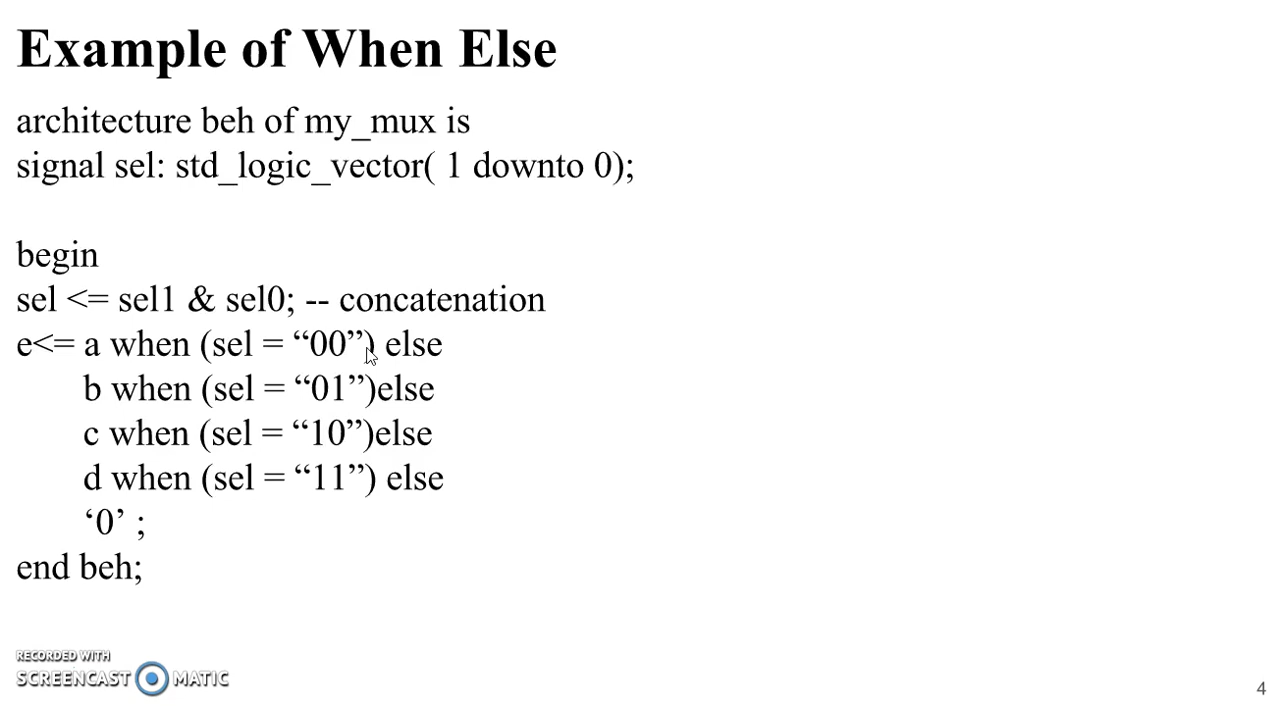 Example of When Else
architecture beh of my_mux is
signal sel: std_logic_vector( 1 downto 0);
begin
sel <= sel1 & sel0; -- concatenation
e<= a when (sel = “00”) else
b when (sel = “01”)else
c when (sel = “10”)else
d when (sel = “11”) else
‘0’ ;
end beh;
RECORDED WITH
SCREENCAST MATIC
4